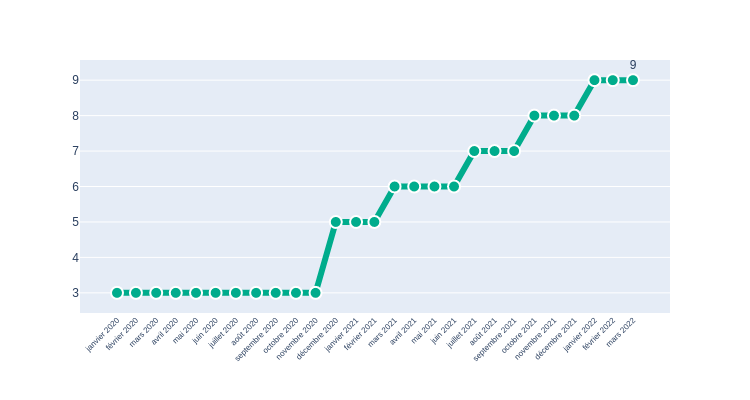 9
9
8
7
6
5
4
3
janvier 2020
février 2020
mars 2020
avril 2020
mai 2020
juin 2020
juillet 2020
août 2020
septembre 2020
octobre 2020
novembre 2020
décembre 2020
janvier 2021
février 2021
mars 2021
avril 2021
mai 2021
juin 2021
juillet 2021
août 2021
septembre 2021
octobre 2021
novembre 2021
décembre 2021
janvier 2022
février 2022
mars 2022